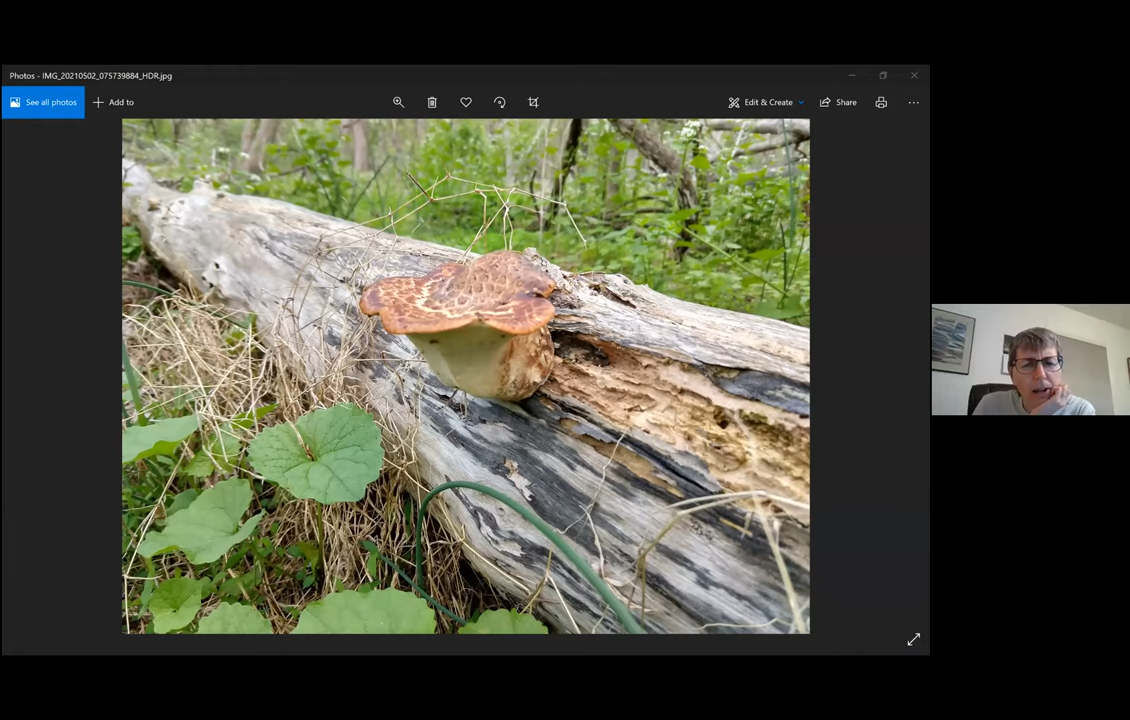 Photos - IMG_20210502_075739884_HDR.jpg
See all photos
Add to
Edit & Create
Share